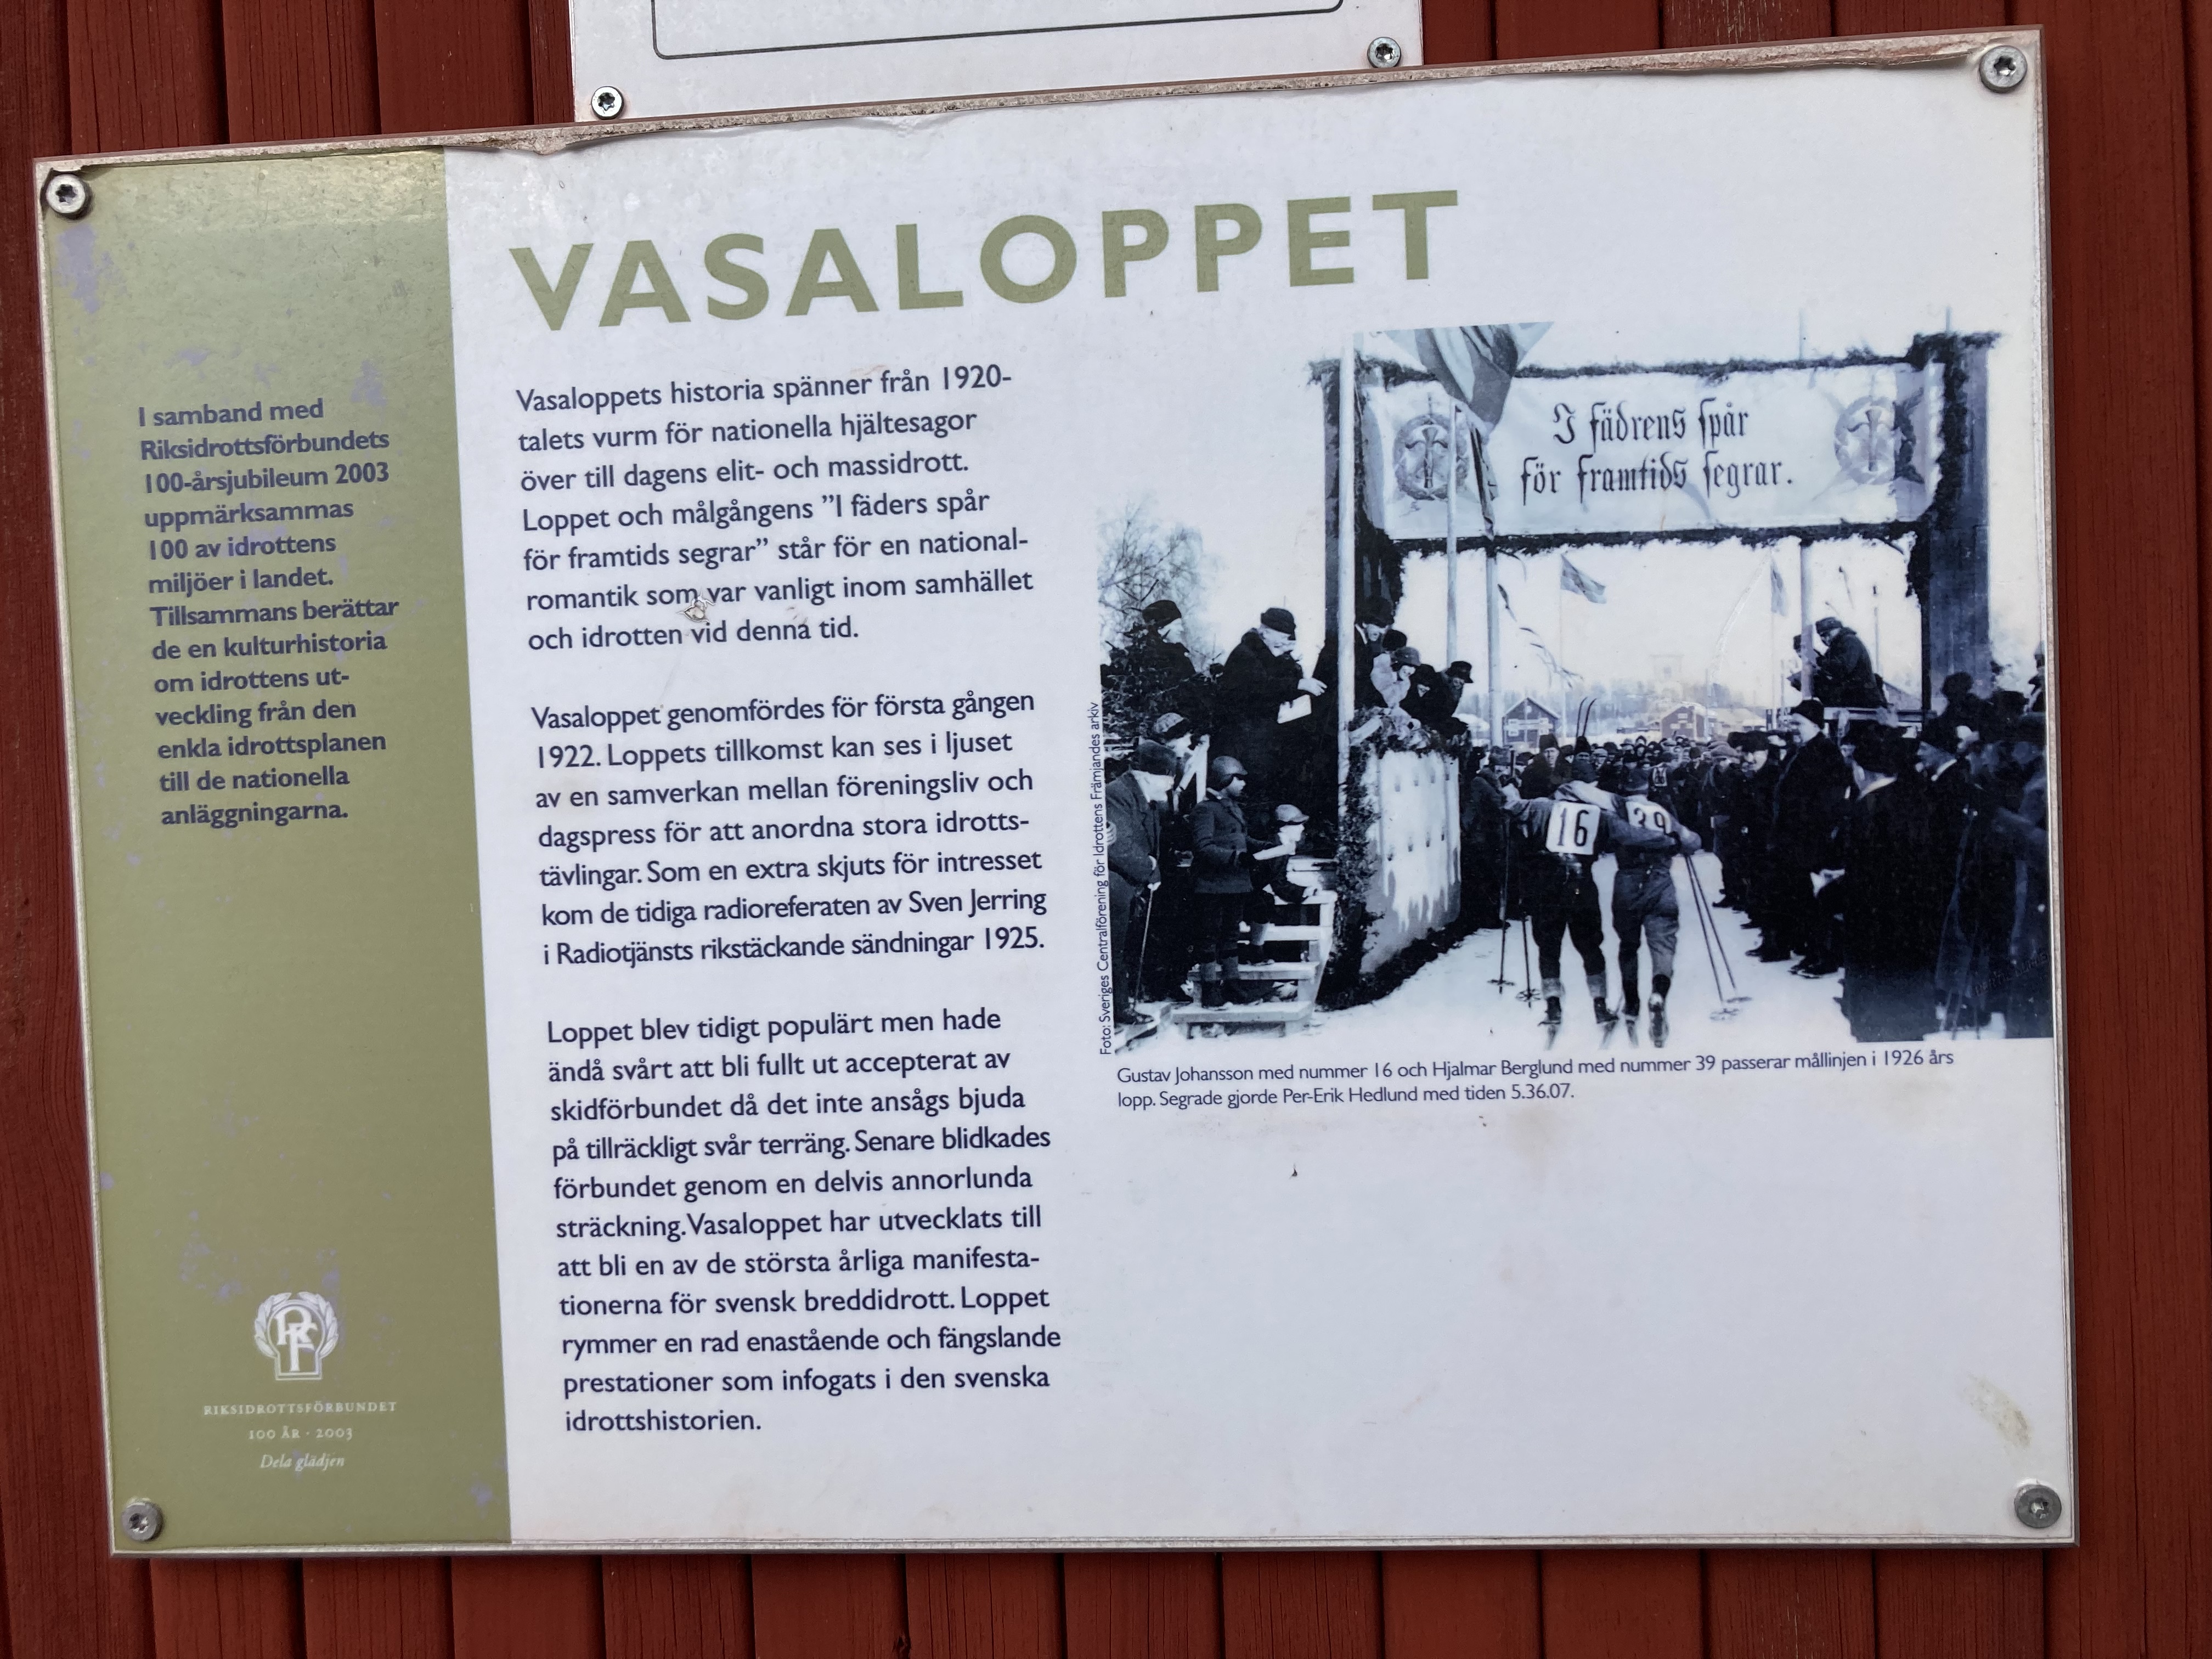 VASALOPPET
I samband med
Riksidrottsförbundets
100-årsjubileum 2003
uppmärksammas
100 av idrottens
miljöer i landet.
Tillsammans berättar
de en kulturhistoria
om idrottens ut-
veckling från den
enkla idrottsplanen
till de nationella
anläggningarna.
RIKSIDROTTSFÖRBUNDET
100 ÅR · 2003
Dela glädjen
Vasaloppets historia spänner från 1920-
talets vurm för nationella hjältesagor
över till dagens elit- och massidrott.
Loppet och målgångens ”I fäders spår
för framtids segrar” står för en national-
romantik som var vanligt inom samhället
och idrotten vid denna tid.
Vasaloppet genomfördes för första gången
1922. Loppets tillkomst kan ses i ljuset
av en samverkan mellan föreningsliv och
dagspress för att anordna stora idrotts-
tävlingar. Som en extra skjuts för intresset
kom de tidiga radioreferaten av Sven Jerring
i Radiotjänsts rikstäckande sändningar 1925.
Loppet blev tidigt populärt men hade
ändå svårt att bli fullt ut accepterat av
skidförbundet då det inte ansågs bjuda
på tillräckligt svår terräng. Senare blidkades
förbundet genom en delvis annorlunda
sträckning. Vasaloppet har utvecklats till
att bli en av de största årliga manifesta-
tionerna för svensk breddidrott. Loppet
rymmer en rad enastående och fängslande
prestationer som infogats i den svenska
idrottshistorien.
I fädrens spår
för framtids segrar.
16
39
Foto: Sveriges Centralförening för Idrottens Främjandes arkiv
Gustav Johansson med nummer 16 och Hjalmar Berglund med nummer 39 passerar mållinjen i 1926 års
lopp. Segrade gjorde Per-Erik Hedlund med tiden 5.36.07.